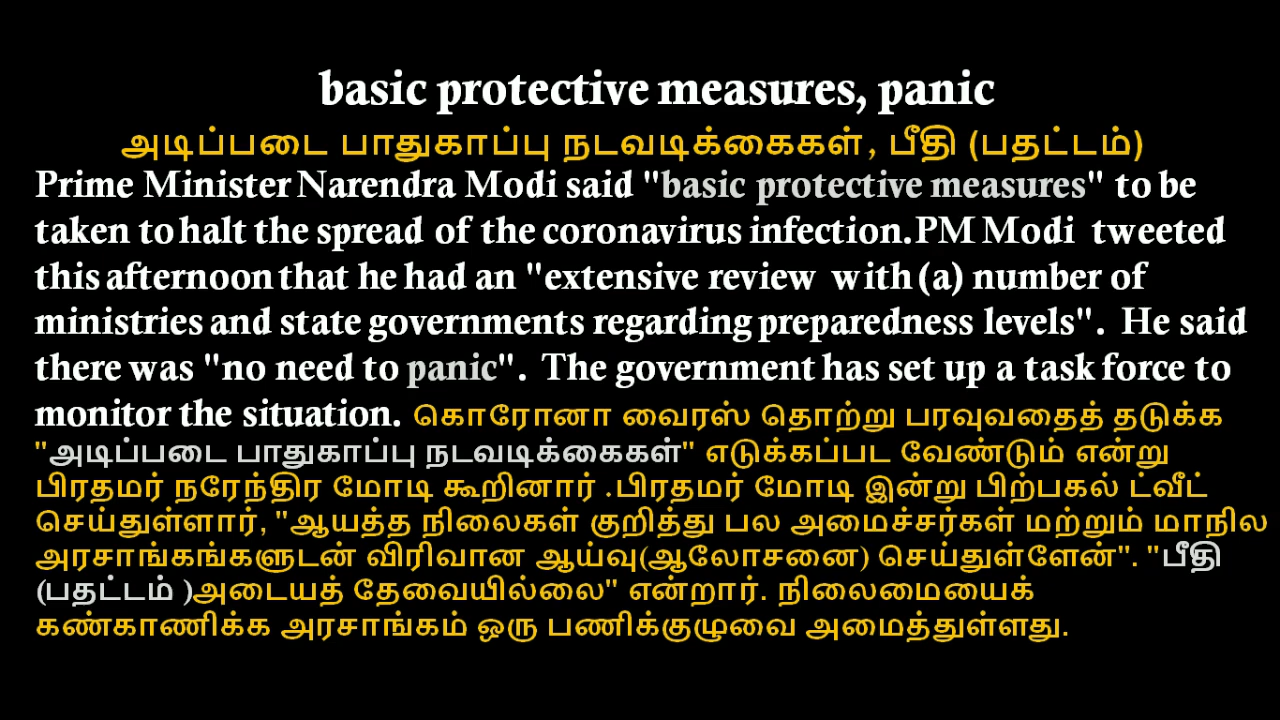 basic protective measures, panic
அடிப்படை பாதுகாப்பு நடவடிக்கைகள், பீதி (பதட்டம்)
Prime Minister Narendra Modi said "basic protective measures" to be
taken to halt the spread of the coronavirus infection.PM Modi tweeted
this afternoon that he had an "extensive review with (a) number of
ministries and state governments regarding preparedness levels". He said
there was "no need to panic". The government has set up a task force to
monitor the situation. கொரோனா வைரஸ் தொற்று பரவுவதைத் தடுக்க
"அடிப்படை பாதுகாப்பு நடவடிக்கைகள்" எடுக்கப்பட வேண்டும் என்று
பிரதமர் நரேந்திர மோடி கூறினார் .பிரதமர் மோடி இன்று பிற்பகல் ட்வீட்
செய்துள்ளார், "ஆயத்த நிலைகள் குறித்து பல அமைச்சர்கள் மற்றும் மாநில
அரசாங்கங்களுடன் விரிவான ஆய்வு(ஆலோசனை) செய்துள்ளேன்". "பீதி
(பதட்டம் )அடையத் தேவையில்லை" என்றார். நிலைமையைக்
கண்காணிக்க அரசாங்கம் ஒரு பணிக்குழுவை அமைத்துள்ளது.